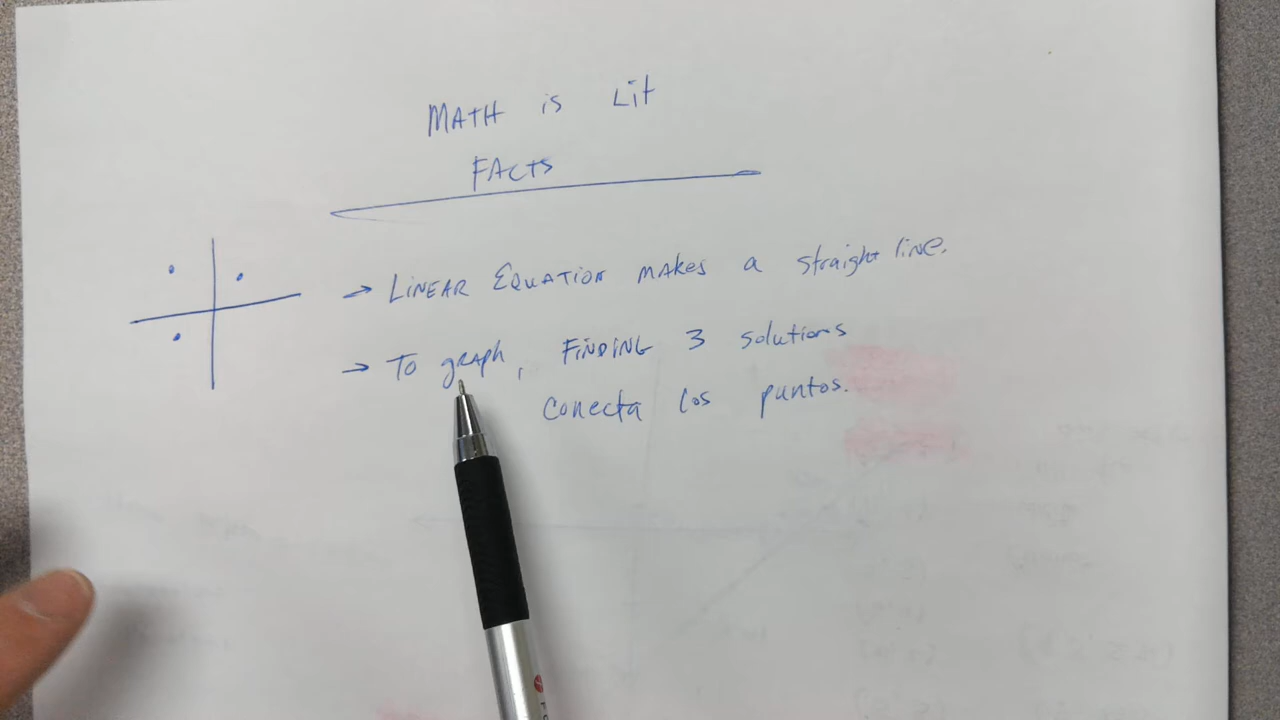 MATH is Lit
FACTS
→ LINEAR EQUATION MAKES a straight line.
→ To graph, FINDING 3 solutions
conecta los puntos.